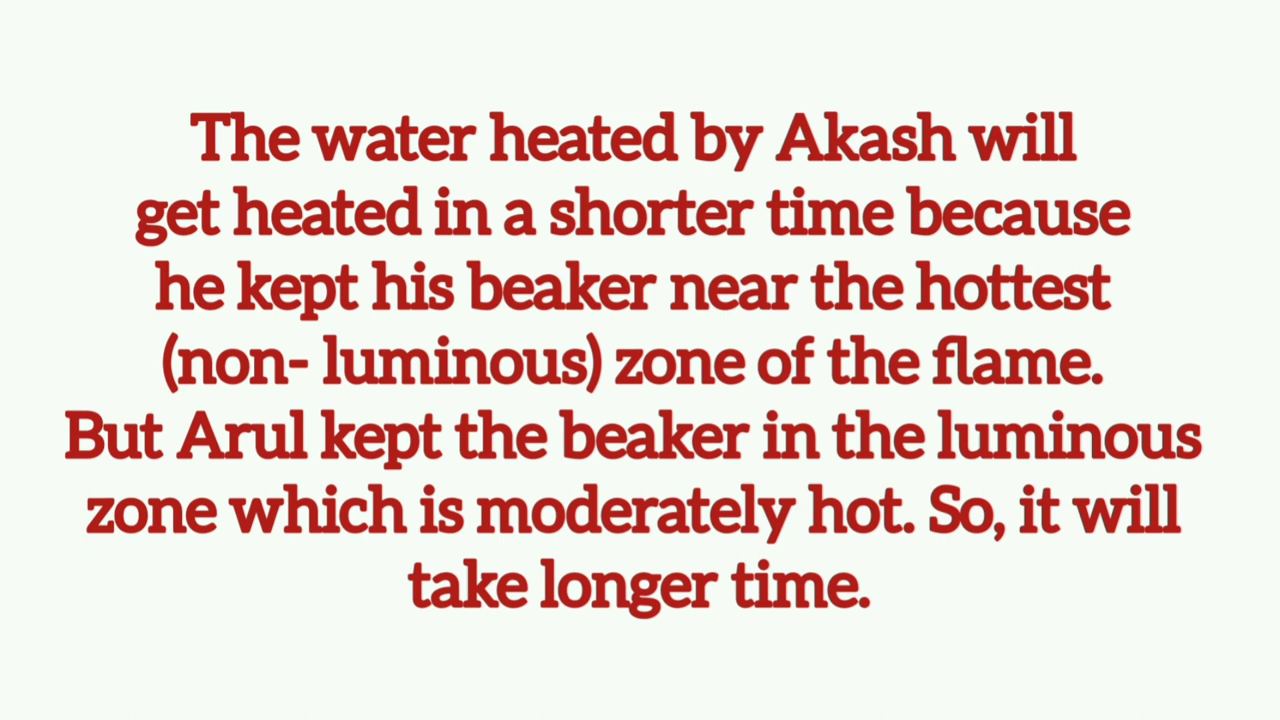 The water heated by Akash will
get heated in a shorter time because
he kept his beaker near the hottest
(non- luminous) zone of the flame.
But Arul kept the beaker in the luminous
zone which is moderately hot. So, it will
take longer time.